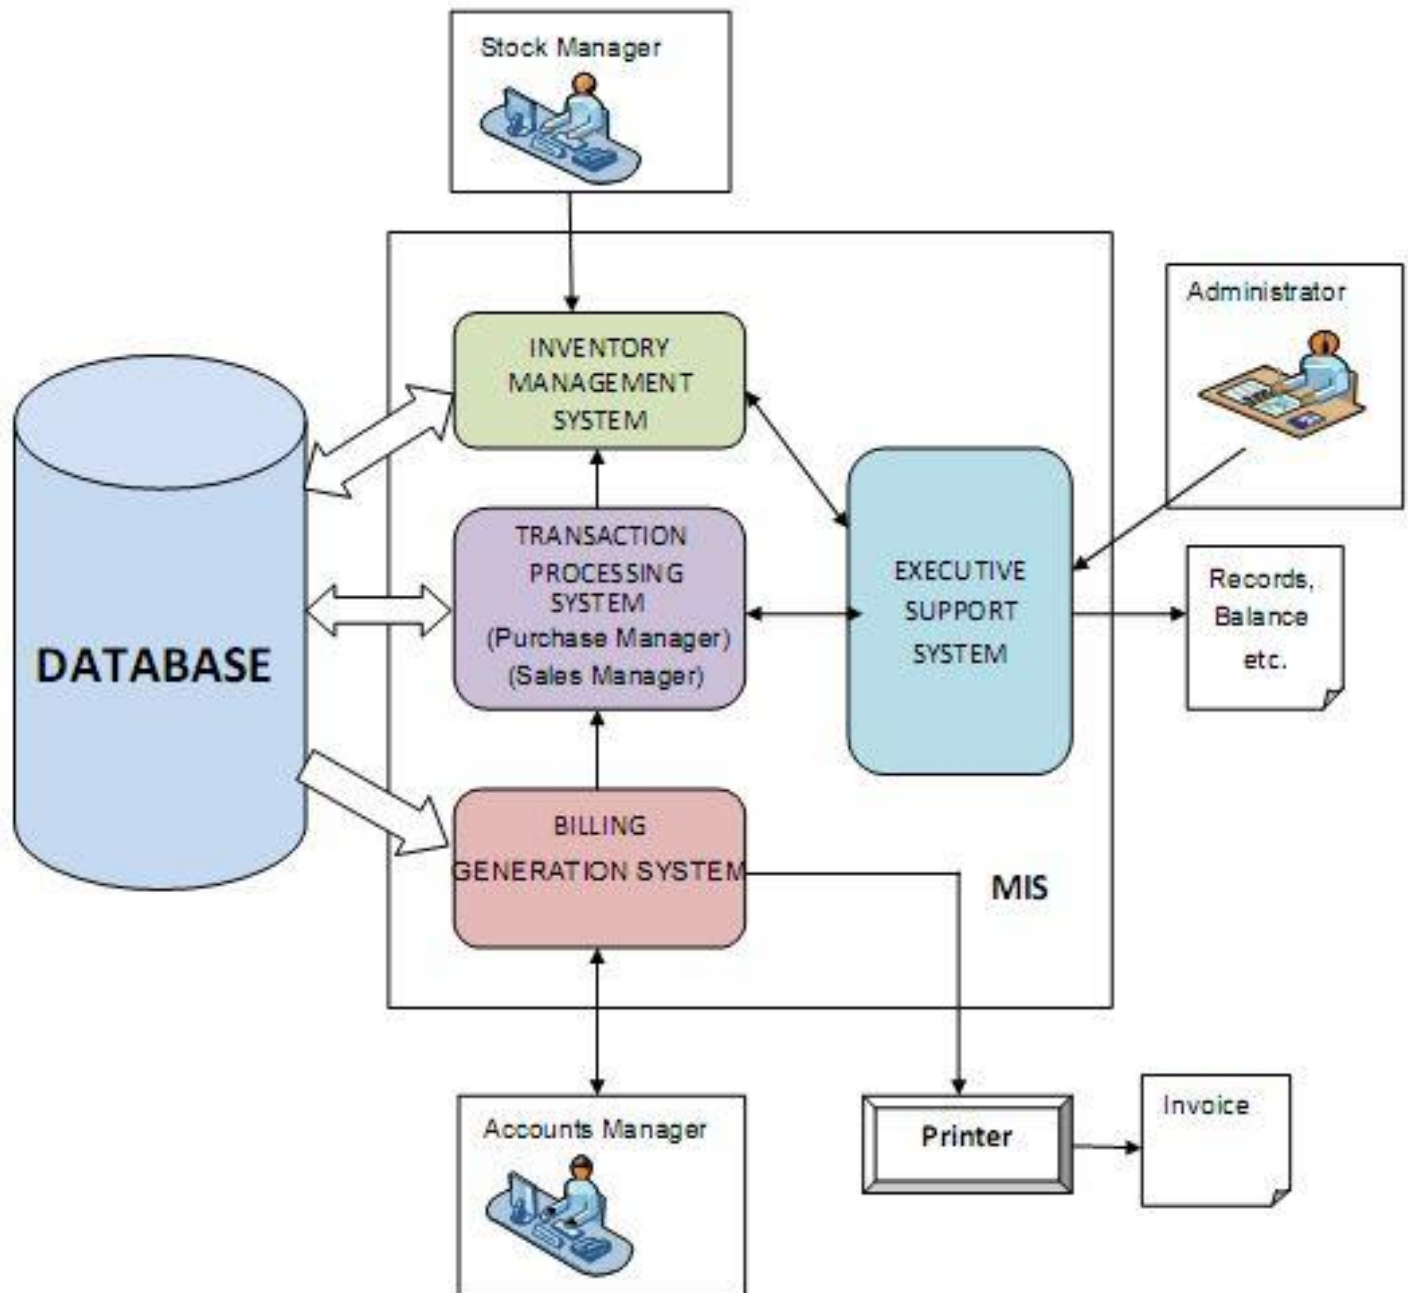 Stock Manager
Administrator
INVENTORY
MANAGEMENT
SYSTEM
TRANSACTION
PROCESSING
SYSTEM
(Purchase Manager)
(Sales Manager)
EXECUTIVE
SUPPORT
SYSTEM
Records,
Balance
etc.
DATABASE
BILLING
GENERATION SYSTEM
MIS
Accounts Manager
Printer
Invoice